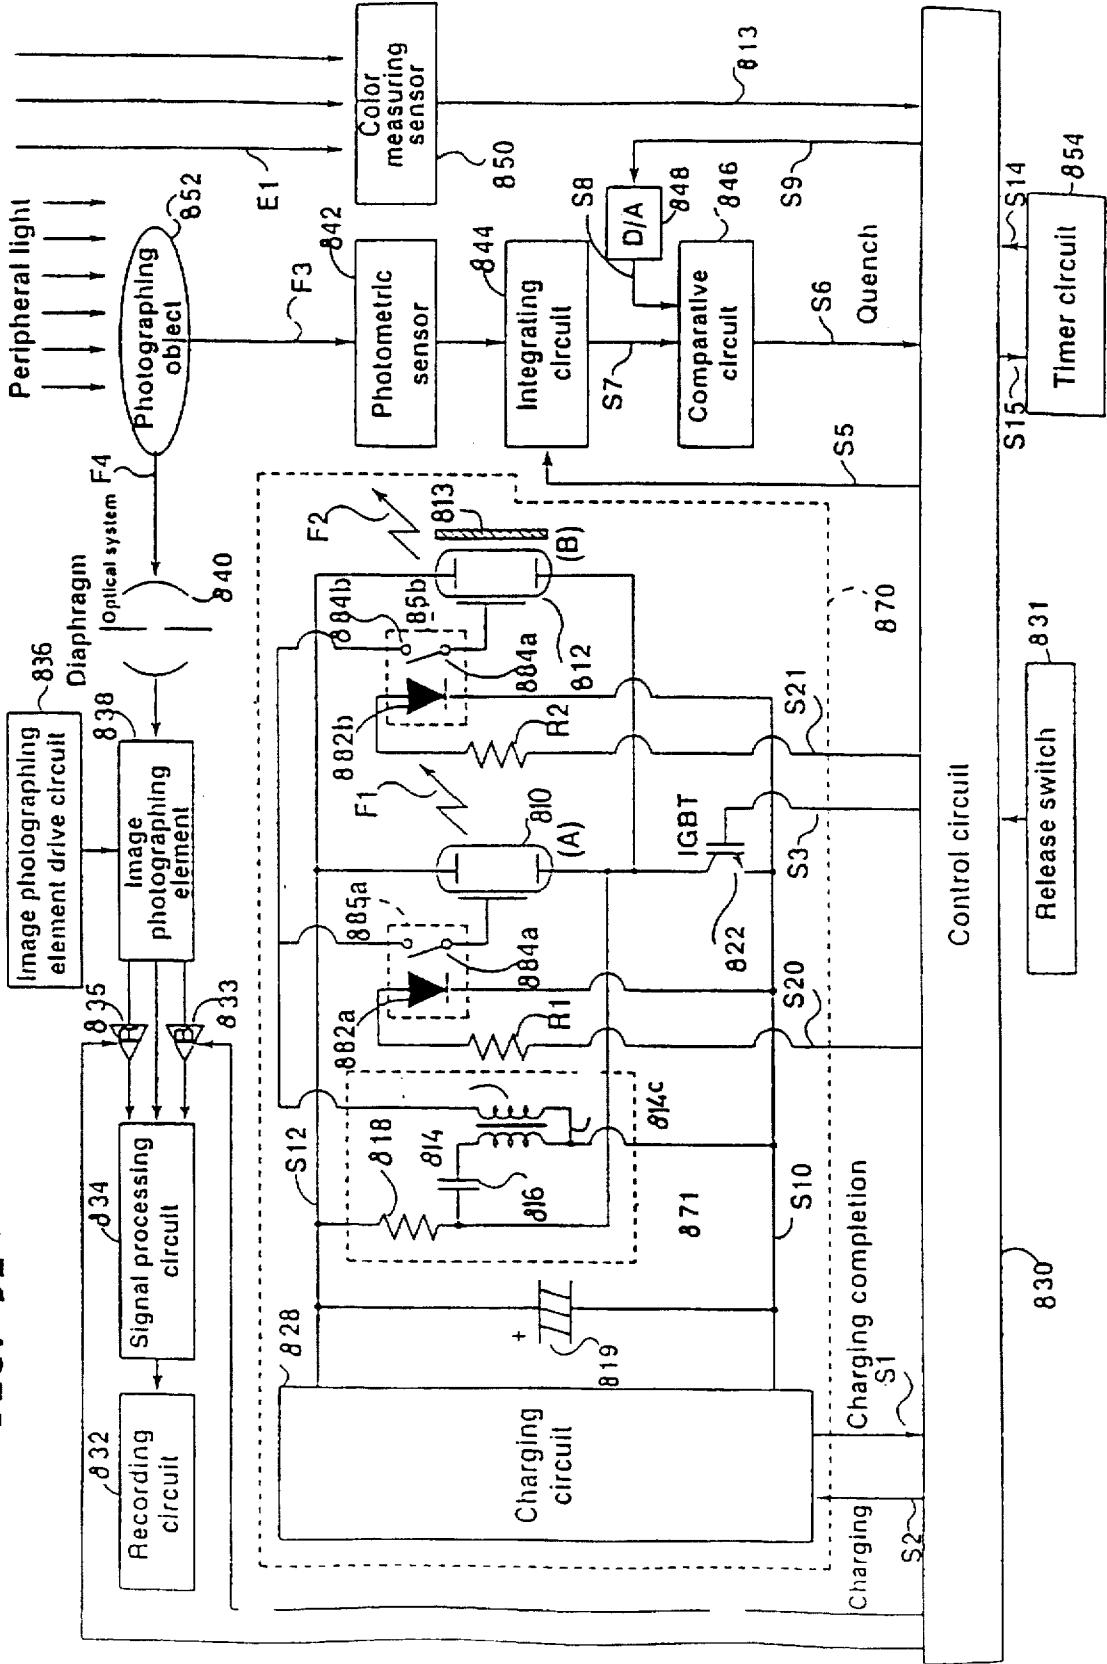 Peripheral light
Photographing
object
852
E1
Color
measuring
sensor
850
813
F3
842
Photometric
sensor
844
Integrating
circuit
S8
D/A
848
S9
S7
Comparative
circuit
846
S6
Quench
S5
S14
854
Timer circuit
S15
F4
Optical system
Diaphragm
840
836
Image photographing
element drive circuit
838
Image
photographing
element
835
833
834
Signal processing
circuit
832
Recording
circuit
F2
813
(B)
884b
85b
884a
812
882b
R2
870
S21
F1
810
(A)
885a
884a
882a
R1
IGBT
822
S3
S20
S12
818
814
816
814c
871
S10
828
+
819
Charging
circuit
Charging completion
S1
Charging
S2
Control circuit
830
831
Release switch